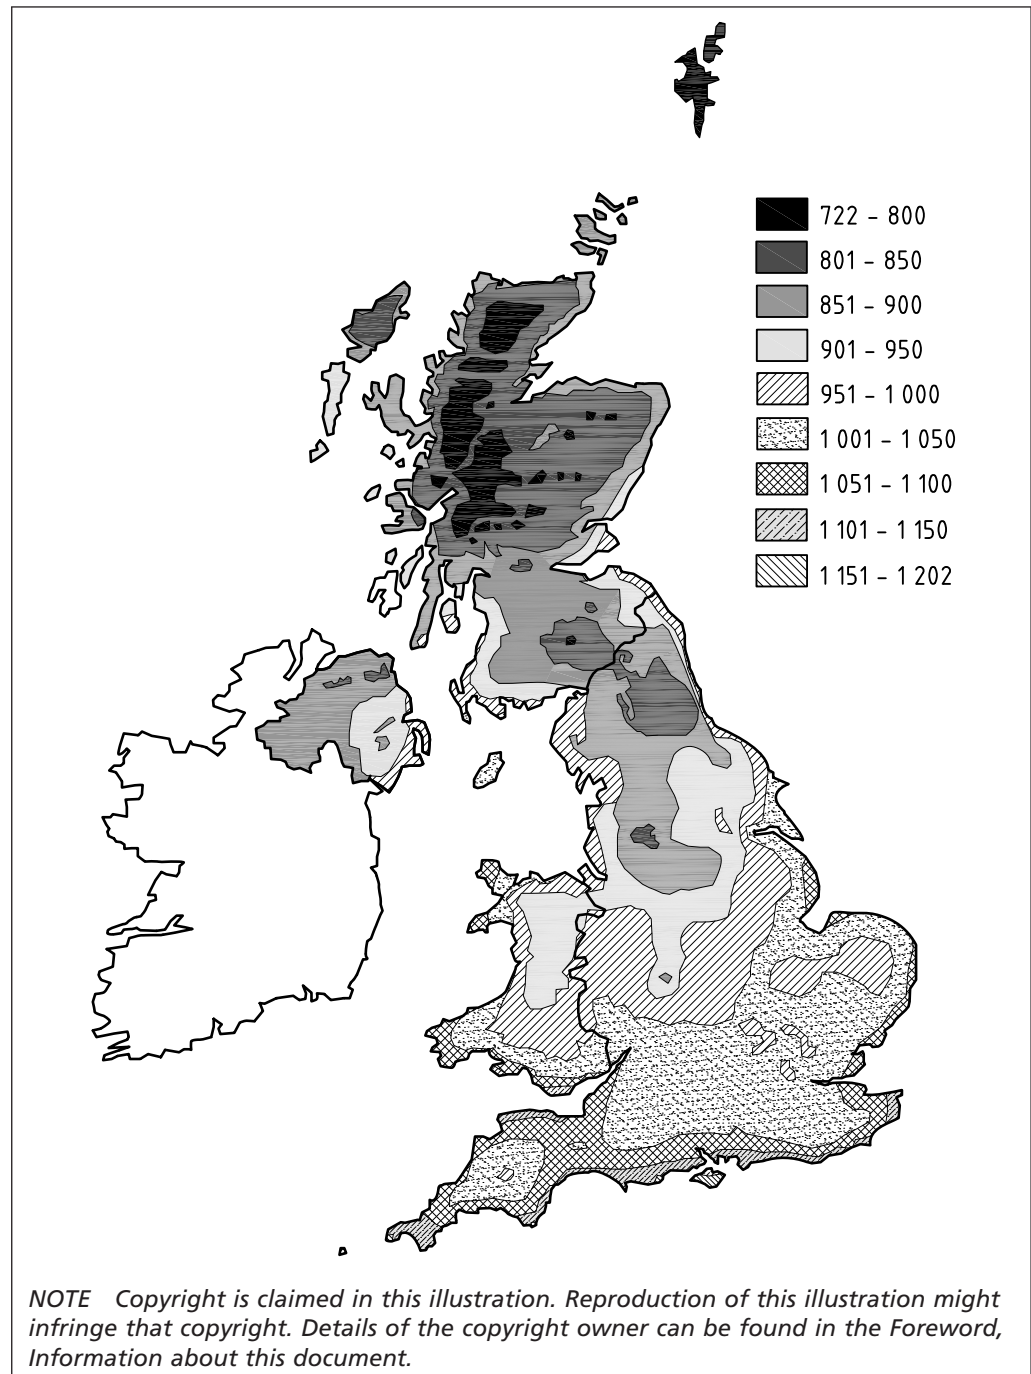 722 – 800
801 – 850
851 – 900
901 – 950
951 – 1 000
1 001 – 1 050
1 051 – 1 100
1 101 – 1 150
1 151 – 1 202
NOTE Copyright is claimed in this illustration. Reproduction of this illustration might
infringe that copyright. Details of the copyright owner can be found in the Foreword,
Information about this document.